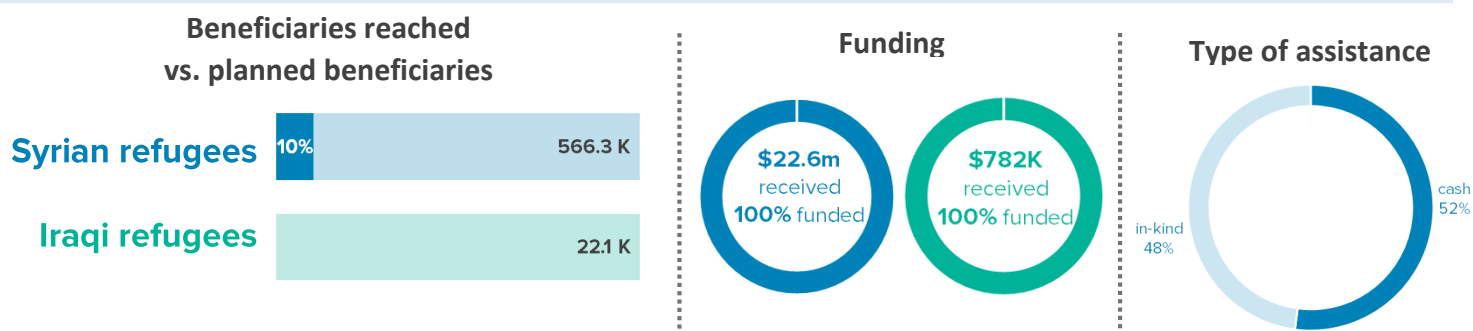 Beneficiaries reached
vs. planned beneficiaries
Syrian refugees
10%
566.3 K
Iraqi refugees
22.1 K
Funding
$22.6m
received
100% funded
$782K
received
100% funded
Type of assistance
cash
52%
in-kind
48%